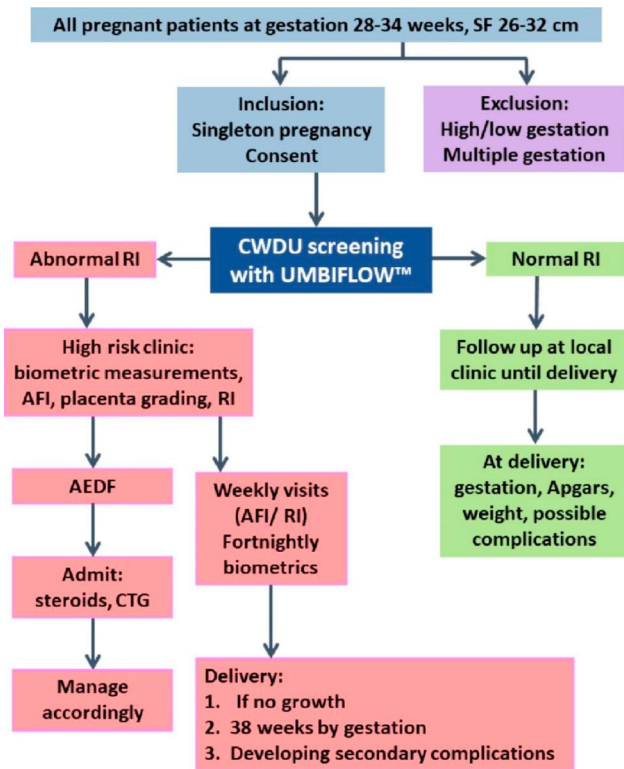 All pregnant patients at gestation 28-34 weeks, SF 26-32 cm
Inclusion:
Singleton pregnancy
Consent
Exclusion:
High/low gestation
Multiple gestation
CWDU screening
with UMBIFLOW™
Abnormal RI
Normal RI
High risk clinic:
biometric measurements,
AFI, placenta grading, RI
Follow up at local
clinic until delivery
AEDF
Weekly visits
(AFI/ RI)
Fortnightly
biometrics
At delivery:
gestation, Apgars,
weight, possible
complications
Admit:
steroids, CTG
Manage
accordingly
Delivery:
1. If no growth
2. 38 weeks by gestation
3. Developing secondary complications